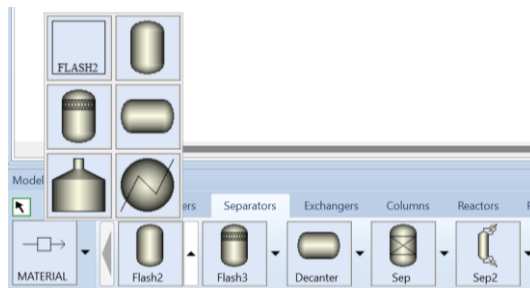 FLASH2
Model
ers Separators Exchangers Columns Reactors
MATERIAL Flash2 Flash3 Decanter Sep Sep2